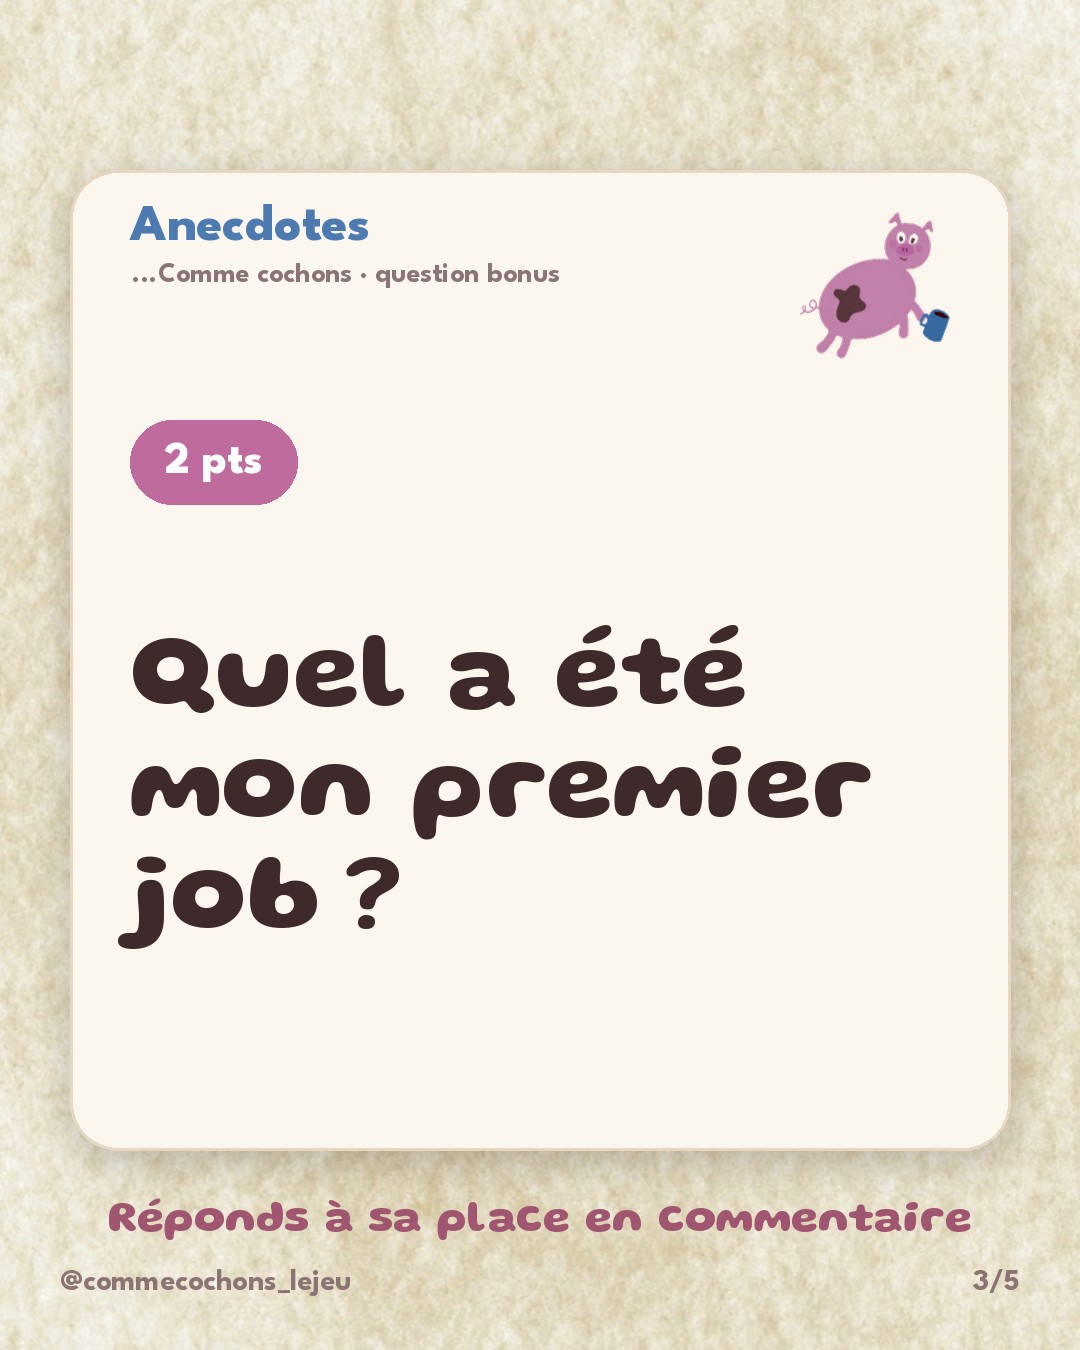 Anecdotes
...Comme cochons · question bonus
2 pts
Quel a été
mon premier
job ?
Réponds à sa place en commentaire
@commecochons_lejeu
3/5